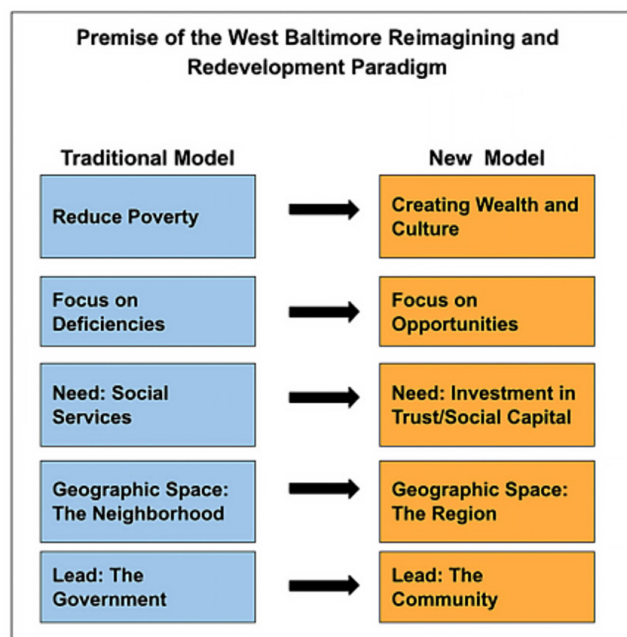 Premise of the West Baltimore Reimagining and
Redevelopment Paradigm
Traditional Model
New Model
Reduce Poverty
Creating Wealth and
Culture
Focus on
Deficiencies
Focus on
Opportunities
Need: Social
Services
Need: Investment in
Trust/Social Capital
Geographic Space:
The Neighborhood
Geographic Space:
The Region
Lead: The
Government
Lead: The
Community